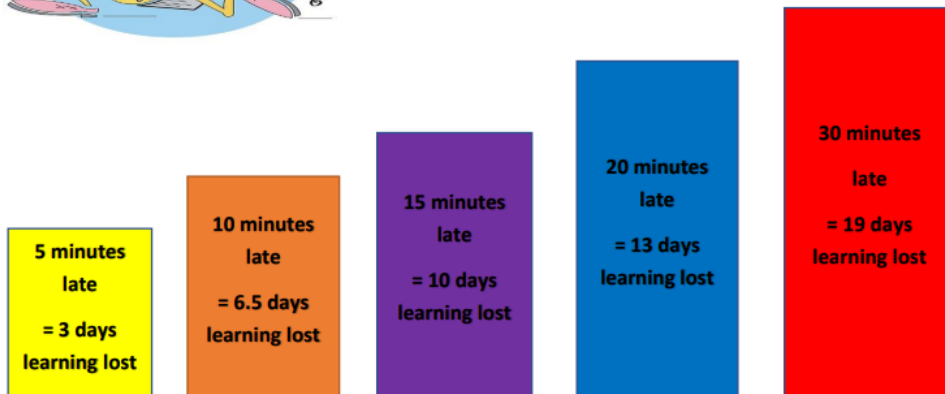 5 minutes
late
= 3 days
learning lost
10 minutes
late
= 6.5 days
learning lost
15 minutes
late
= 10 days
learning lost
20 minutes
late
= 13 days
learning lost
30 minutes
late
= 19 days
learning lost